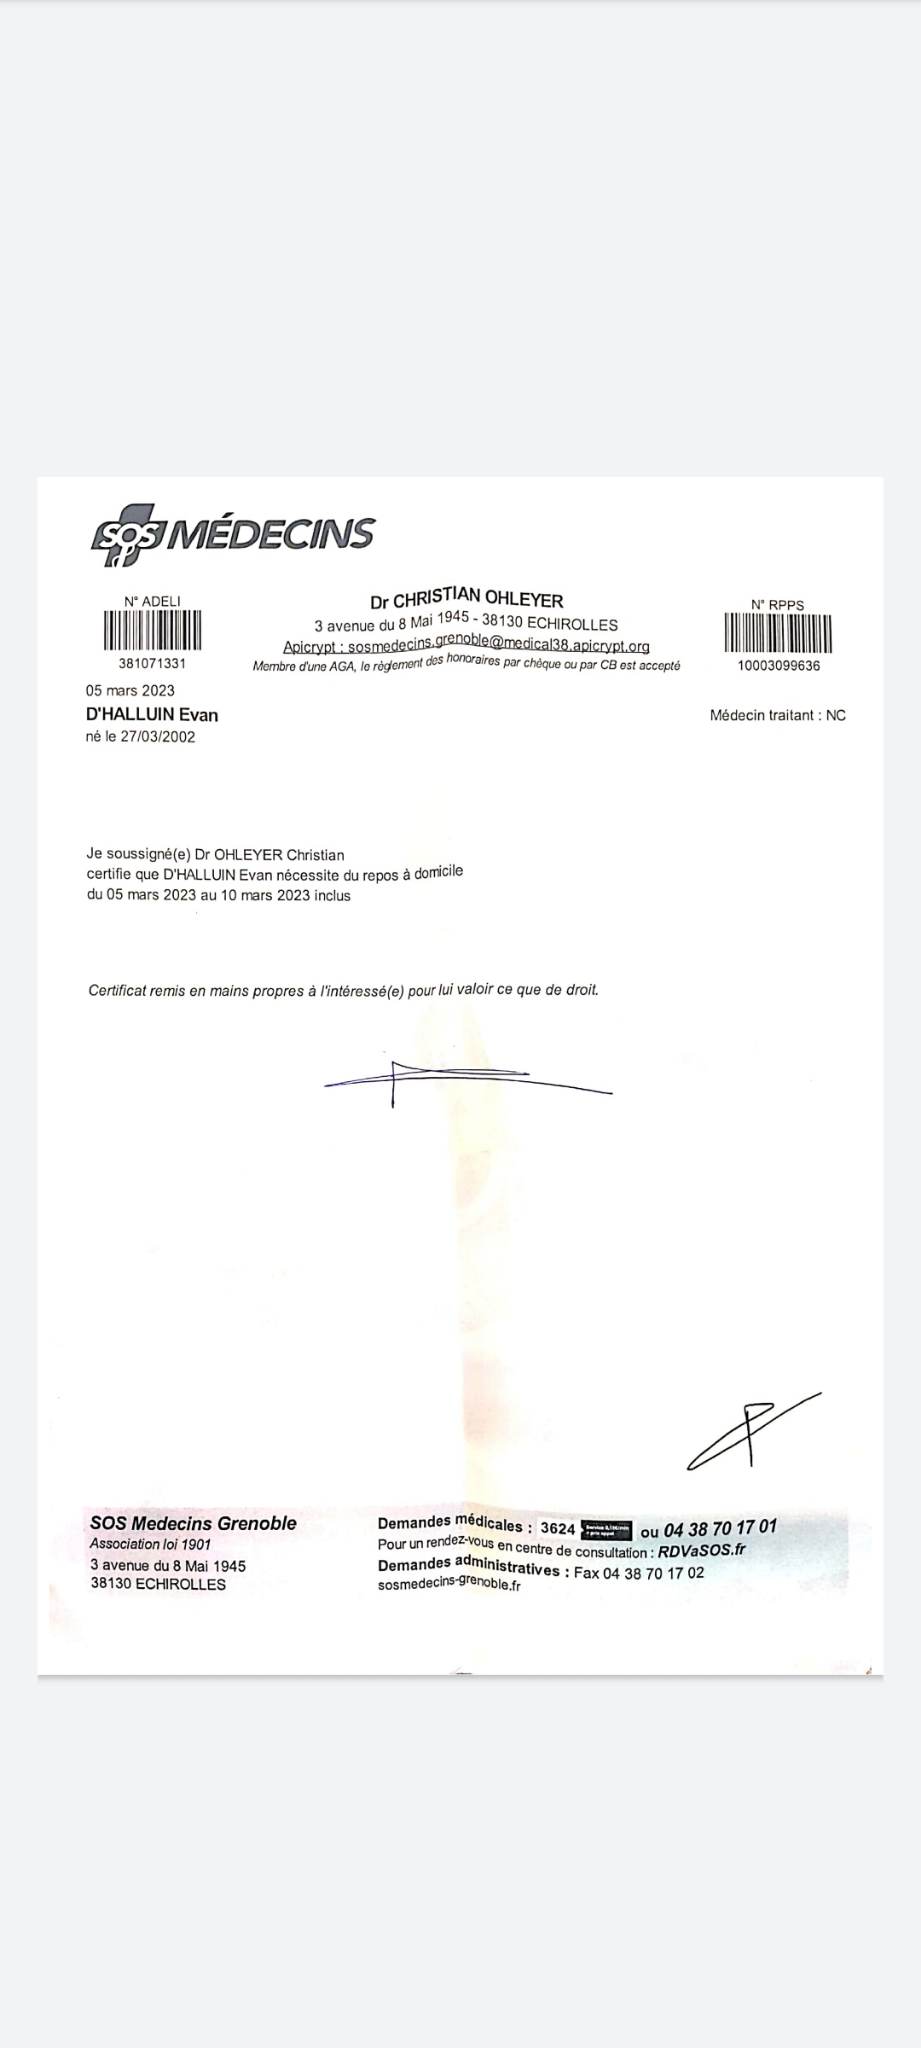 SOS MÉDECINS
N° ADELI
381071331
Dr CHRISTIAN OHLEYER
3 avenue du 8 Mai 1945 - 38130 ECHIROLLES
Apicrypt : sosmedecins.grenoble@medical38.apicrypt.org
Membre d'une AGA, le règlement des honoraires par chèque ou par CB est accepté
N° RPPS
10003099636
05 mars 2023
D'HALLUIN Evan
né le 27/03/2002
Médecin traitant : NC
Je soussigné(e) Dr OHLEYER Christian
certifie que D'HALLUIN Evan nécessite du repos à domicile
du 05 mars 2023 au 10 mars 2023 inclus
Certificat remis en mains propres à l'intéressé(e) pour lui valoir ce que de droit.
SOS Medecins Grenoble
Association loi 1901
3 avenue du 8 Mai 1945
38130 ECHIROLLES
Demandes médicales : 3624 ou 04 38 70 17 01
Pour un rendez-vous en centre de consultation : RDVaSOS.fr
Demandes administratives : Fax 04 38 70 17 02
sosmedecins-grenoble.fr